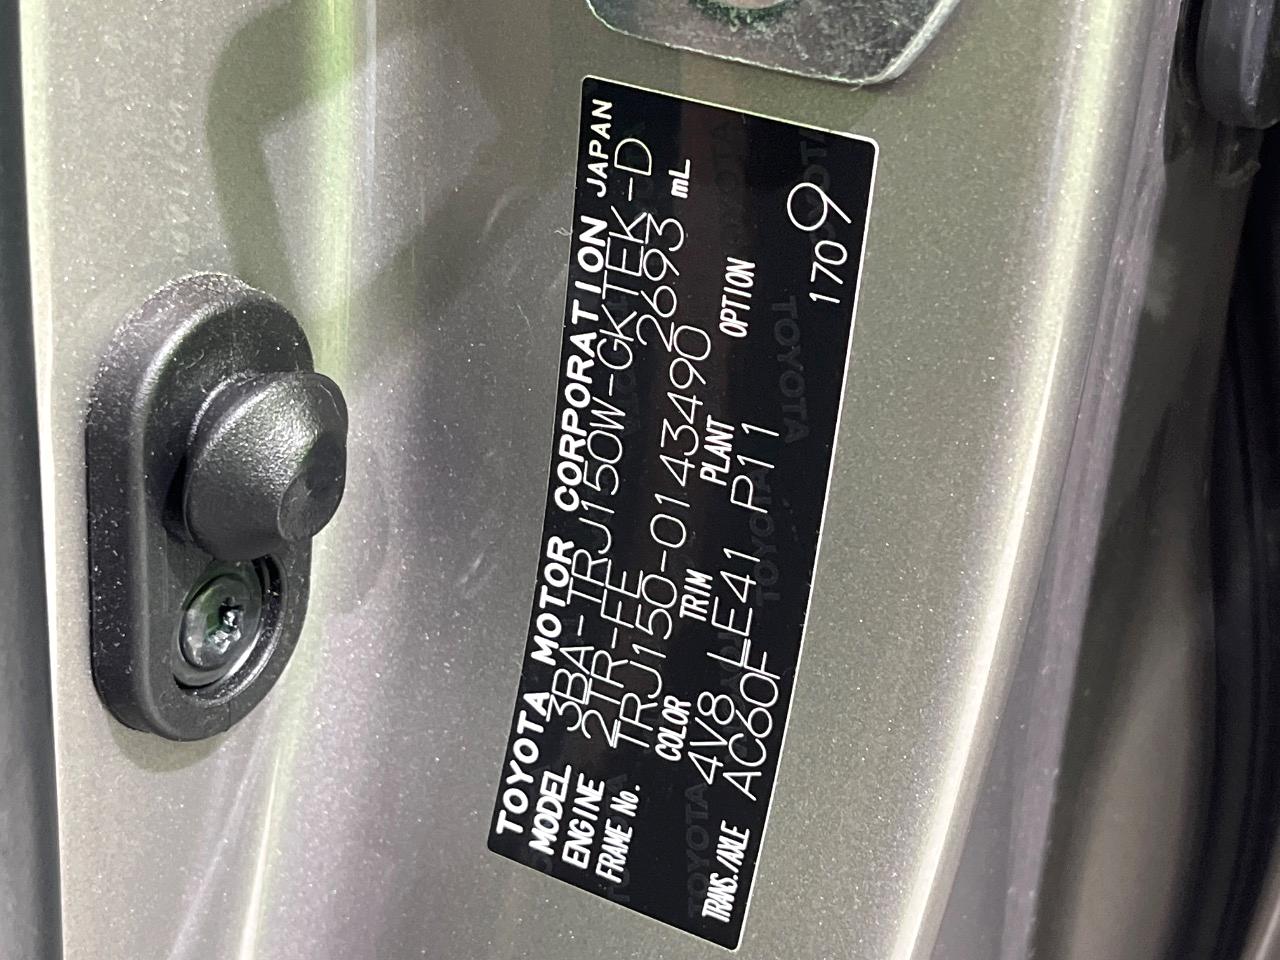 TOYOTA MOTOR CORPORATION JAPAN
MODEL 3BA-TRJ150W-GKTEK-D
ENGINE 2TR-FE 2693 mL
FRAME No. TRJ150-0143490
COLOR TRIM PLANT OPTION
4V8 LE41 P11
TRANS./AXLE AC60F
1709